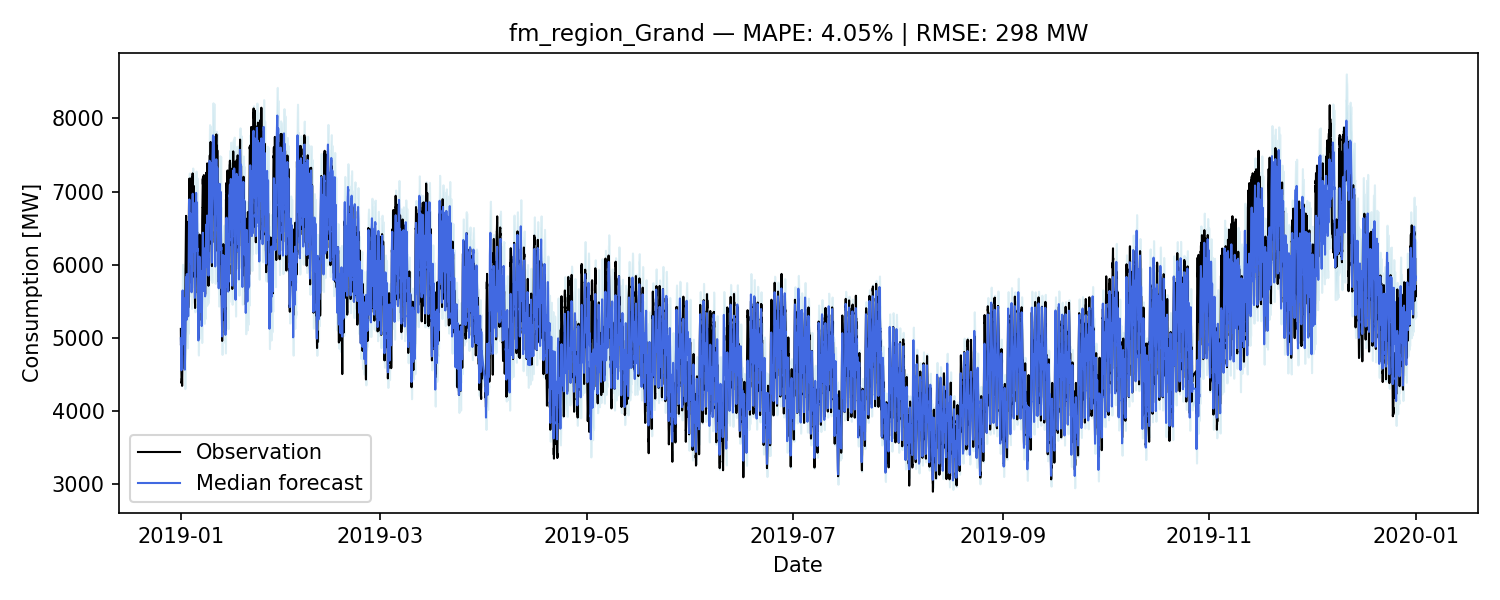 fm_region_Grand — MAPE: 4.05% | RMSE: 298 MW
Consumption [MW]
8000
7000
6000
5000
4000
3000
Observation
Median forecast
2019-01 2019-03 2019-05 2019-07 2019-09 2019-11 2020-01
Date